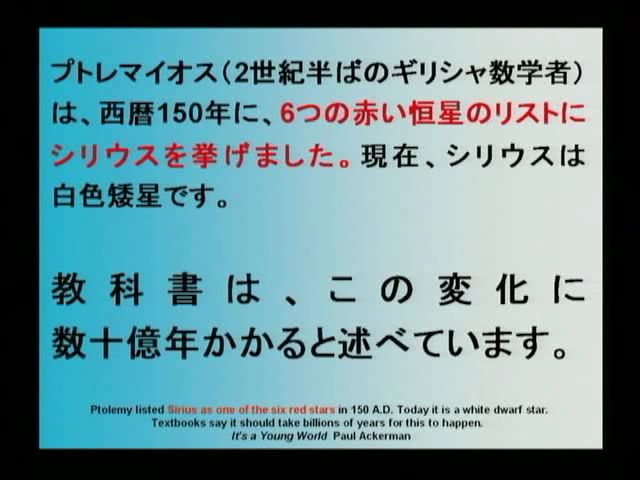 プトレマイオス（2世紀半ばのギリシャ数学者）
は、西暦150年に、6つの赤い恒星のリストに
シリウスを挙げました。現在、シリウスは
白色矮星です。
教科書は、この変化に
数十億年かかると述べています。
Ptolemy listed Sirius as one of the six red stars in 150 A.D. Today it is a white dwarf star.
Textbooks say it should take billions of years for this to happen.
It's a Young World Paul Ackerman